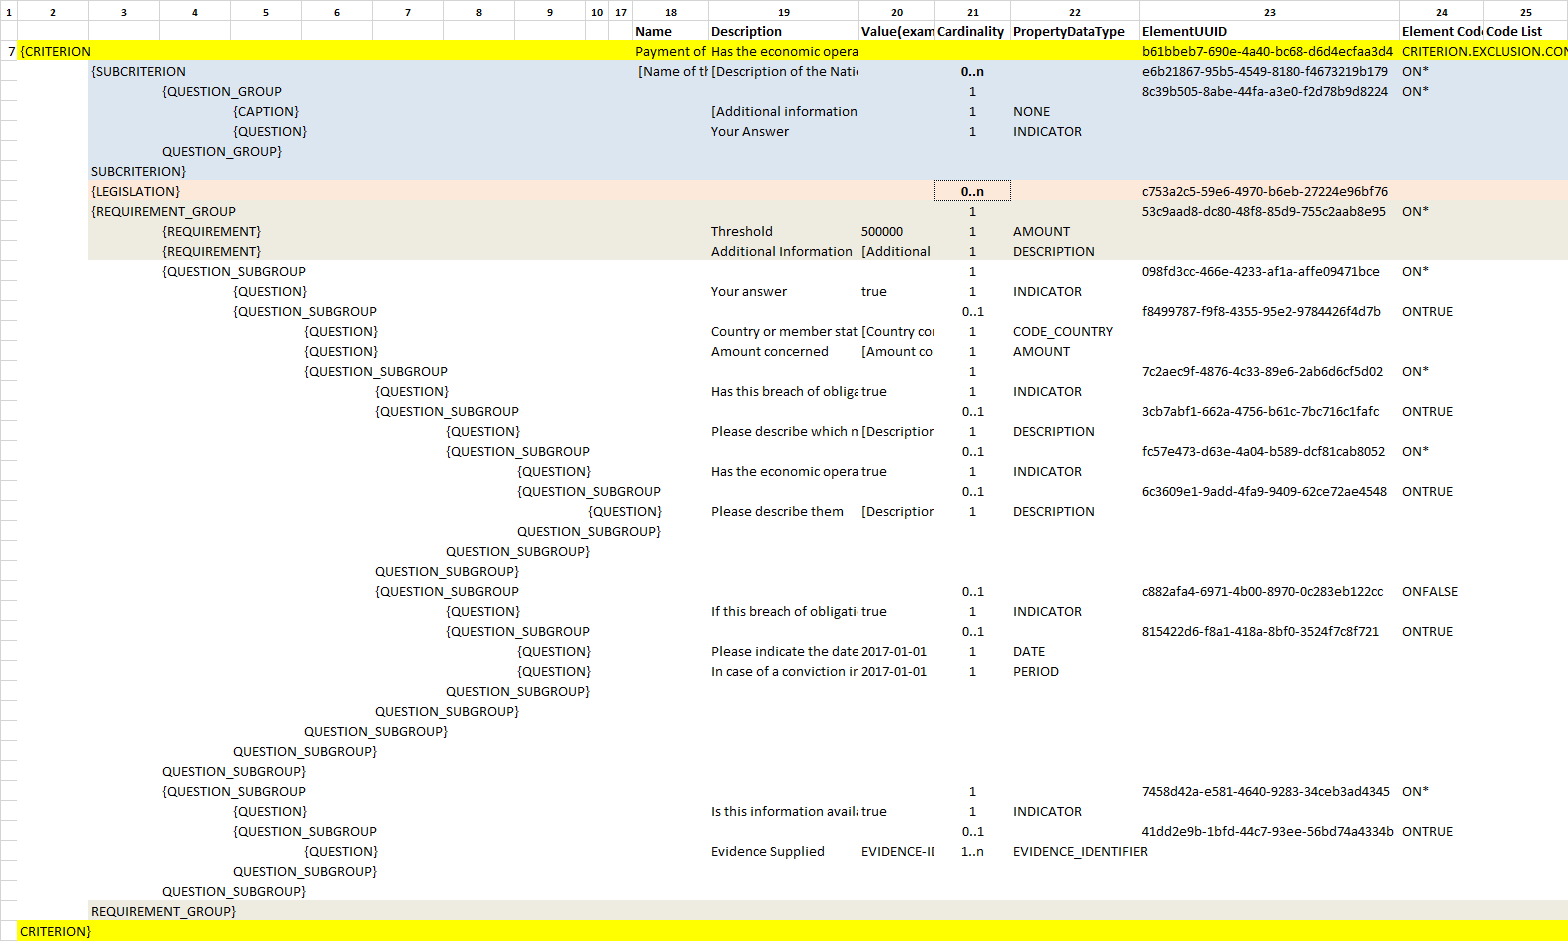 1 2 3 4 5 6 7 8 9 10 17 18 19 20 21 22 23 24 25
Name Description Value(exam Cardinality PropertyDataType ElementUUID Element Code Code List
7 {CRITERION Payment of Has the economic opera b61bbeb7-690e-4a40-bc68-d6d4ecfaa3d4 CRITERION.EXCLUSION.CON
{SUBCRITERION [Name of th [Description of the Nati 0..n e6b21867-95b5-4549-8180-f4673219b179 ON*
{QUESTION_GROUP 1 8c39b505-8abe-44fa-a3e0-f2d78b9d8224 ON*
{CAPTION} [Additional information 1 NONE
{QUESTION} Your Answer 1 INDICATOR
QUESTION_GROUP}
SUBCRITERION}
{LEGISLATION} 0..n c753a2c5-59e6-4970-b6eb-27224e96bf76
{REQUIREMENT_GROUP 1 53c9aad8-dc80-48f8-85d9-755c2aab8e95 ON*
{REQUIREMENT} Threshold 500000 1 AMOUNT
{REQUIREMENT} Additional Information [Additional 1 DESCRIPTION
{QUESTION_SUBGROUP 1 098fd3cc-466e-4233-af1a-affe09471bce ON*
{QUESTION} Your answer true 1 INDICATOR
{QUESTION_SUBGROUP 0..1 f8499787-f9f8-4355-95e2-9784426f4d7b ONTRUE
{QUESTION} Country or member stat [Country co 1 CODE_COUNTRY
{QUESTION} Amount concerned [Amount co 1 AMOUNT
{QUESTION_SUBGROUP 1 7c2aec9f-4876-4c33-89e6-2ab6d6cf5d02 ON*
{QUESTION} Has this breach of obliga true 1 INDICATOR
{QUESTION_SUBGROUP 0..1 3cb7abf1-662a-4756-b61c-7bc716c1fafc ONTRUE
{QUESTION} Please describe which n [Description 1 DESCRIPTION
{QUESTION_SUBGROUP 0..1 fc57e473-d63e-4a04-b589-dcf81cab8052 ON*
{QUESTION} Has the economic opera true 1 INDICATOR
{QUESTION_SUBGROUP 0..1 6c3609e1-9add-4fa9-9409-62ce72ae4548 ONTRUE
{QUESTION} Please describe them [Description 1 DESCRIPTION
QUESTION_SUBGROUP}
QUESTION_SUBGROUP}
QUESTION_SUBGROUP}
{QUESTION_SUBGROUP 0..1 c882afa4-6971-4b00-8970-0c283eb122cc ONFALSE
{QUESTION} If this breach of obligati true 1 INDICATOR
{QUESTION_SUBGROUP 0..1 815422d6-f8a1-418a-8bf0-3524f7c8f721 ONTRUE
{QUESTION} Please indicate the date 2017-01-01 1 DATE
{QUESTION} In case of a conviction in 2017-01-01 1 PERIOD
QUESTION_SUBGROUP}
QUESTION_SUBGROUP}
QUESTION_SUBGROUP}
QUESTION_SUBGROUP}
QUESTION_SUBGROUP}
{QUESTION_SUBGROUP 1 7458d42a-e581-4640-9283-34ceb3ad4345 ON*
{QUESTION} Is this information avail true 1 INDICATOR
{QUESTION_SUBGROUP 0..1 41dd2e9b-1bfd-44c7-93ee-56bd74a4334b ONTRUE
{QUESTION} Evidence Supplied EVIDENCE-ID 1..n EVIDENCE_IDENTIFIER
QUESTION_SUBGROUP}
QUESTION_SUBGROUP}
REQUIREMENT_GROUP}
CRITERION}